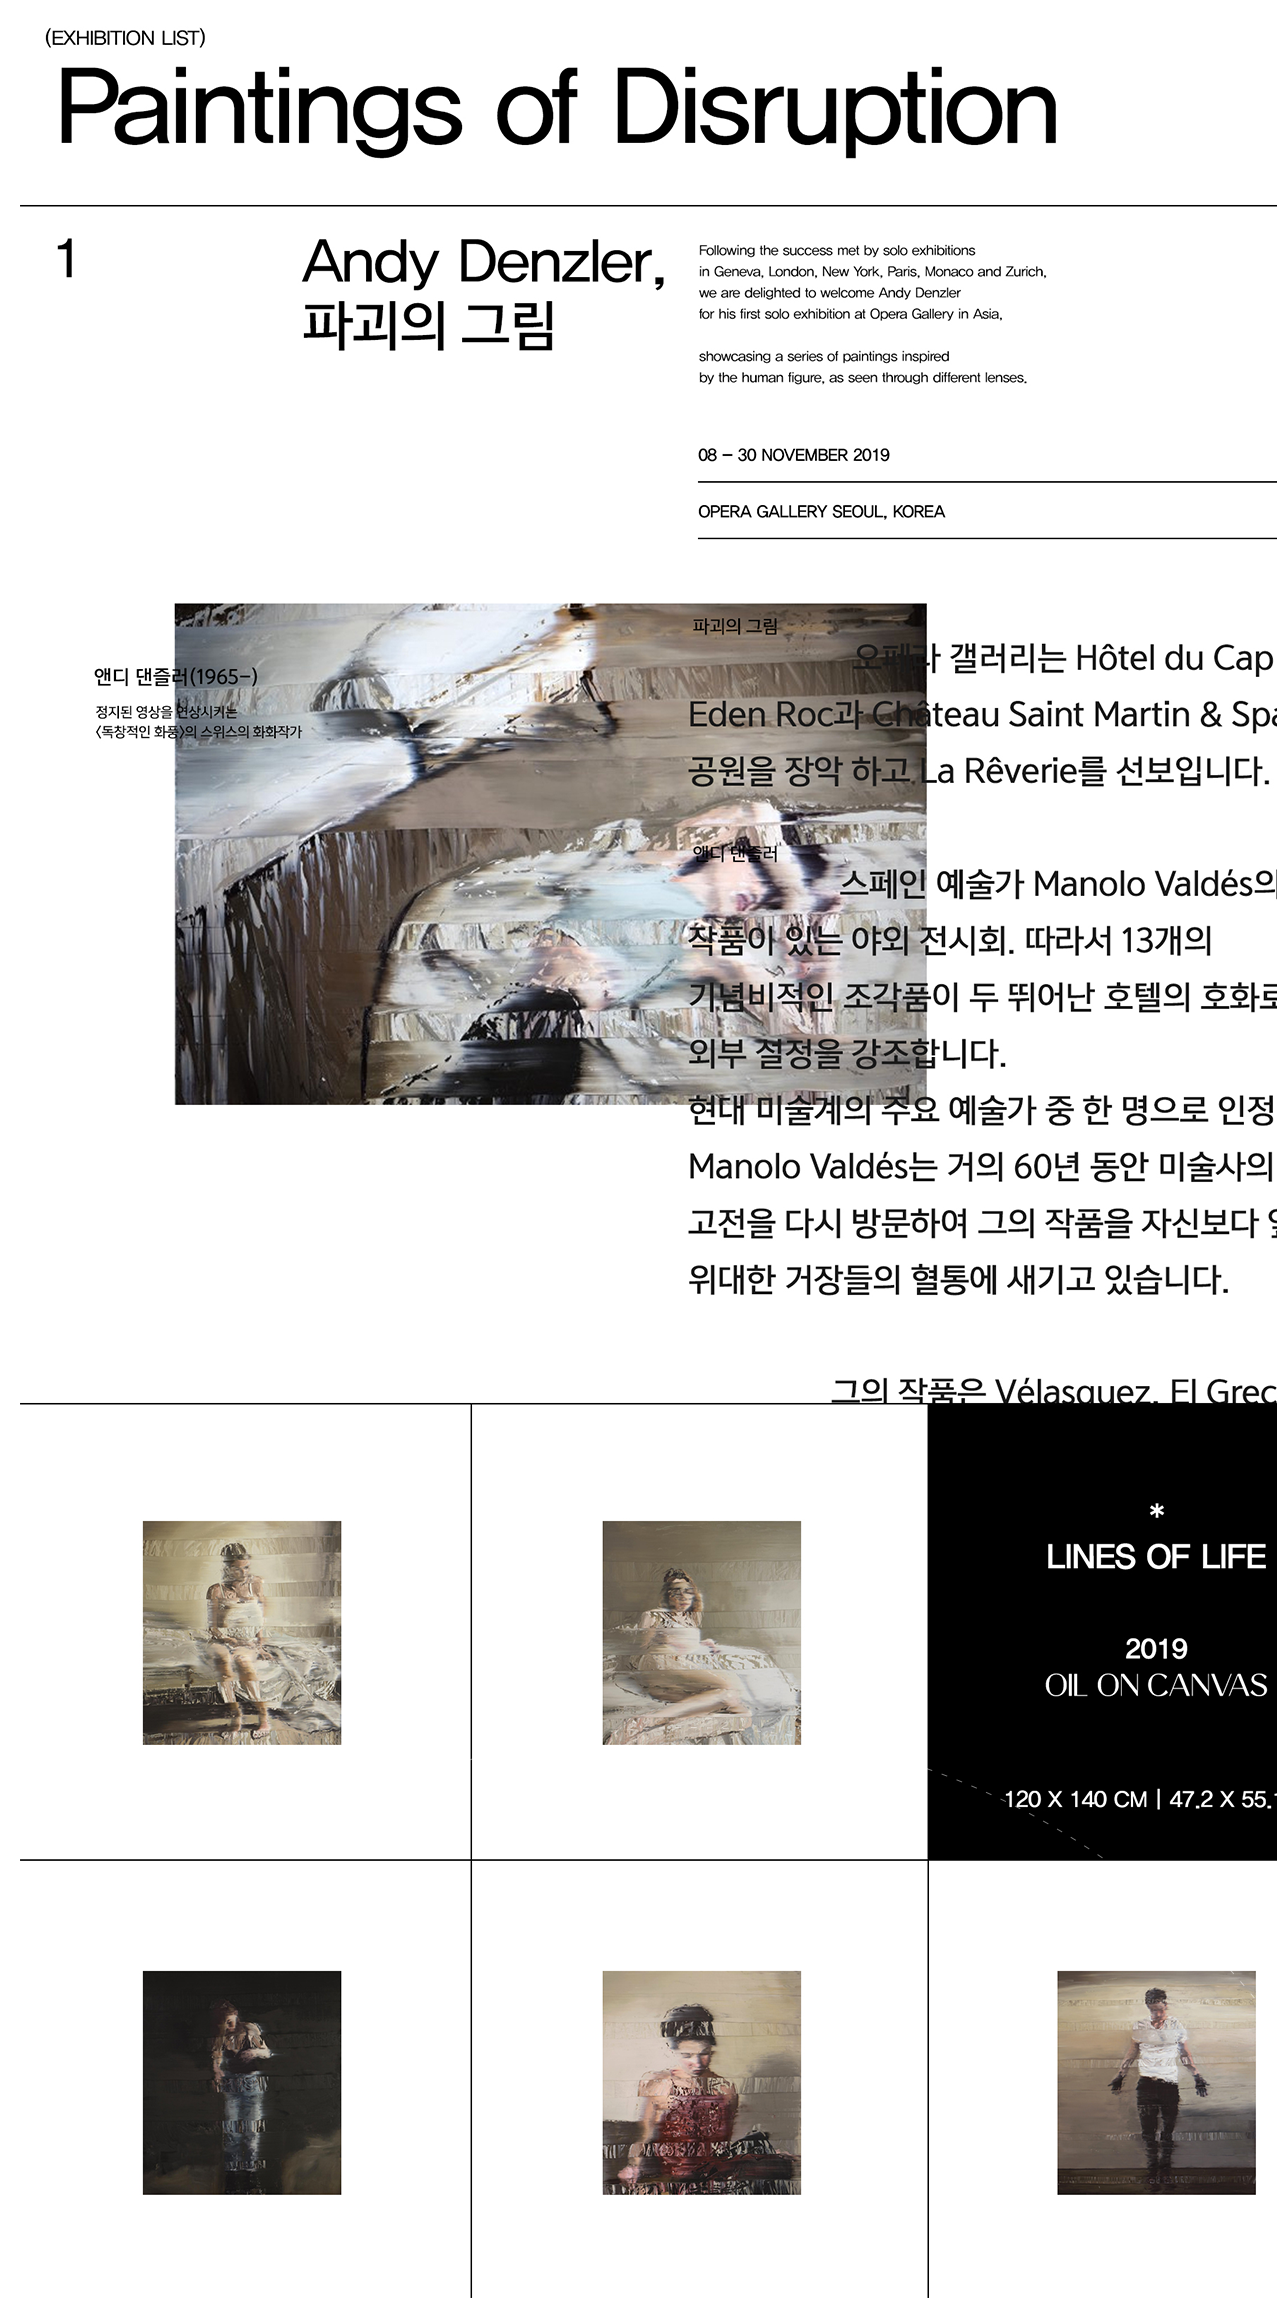 (EXHIBITION LIST)
Paintings of Disruption
1
Andy Denzler,
파괴의 그림
Following the success met by solo exhibitions
in Geneva, London, New York, Paris, Monaco and Zurich,
we are delighted to welcome Andy Denzler
for his first solo exhibition at Opera Gallery in Asia,
showcasing a series of paintings inspired
by the human figure, as seen through different lenses.
08 – 30 NOVEMBER 2019
OPERA GALLERY SEOUL, KOREA
앤디 댄즐러(1965–)
정지된 영상을 연상시키는
〈독창적인 화풍〉의 스위스의 화화작가
파괴의 그림
오페라 갤러리는 Hôtel du Cap
Eden Roc과 Château Saint Martin & Spa
공원을 장악 하고 La Rêverie를 선보입니다.
앤디 댄즐러
스페인 예술가 Manolo Valdés의
작품이 있는 야외 전시회. 따라서 13개의
기념비적인 조각품이 두 뛰어난 호텔의 호화로
외부 설정을 강조합니다.
현대 미술계의 주요 예술가 중 한 명으로 인정
Manolo Valdés는 거의 60년 동안 미술사의
고전을 다시 방문하여 그의 작품을 자신보다
위대한 거장들의 혈통에 새기고 있습니다.
그의 작품은 Vélasquez, El Grec
*
LINES OF LIFE
2019
OIL ON CANVAS
120 X 140 CM | 47.2 X 55.1